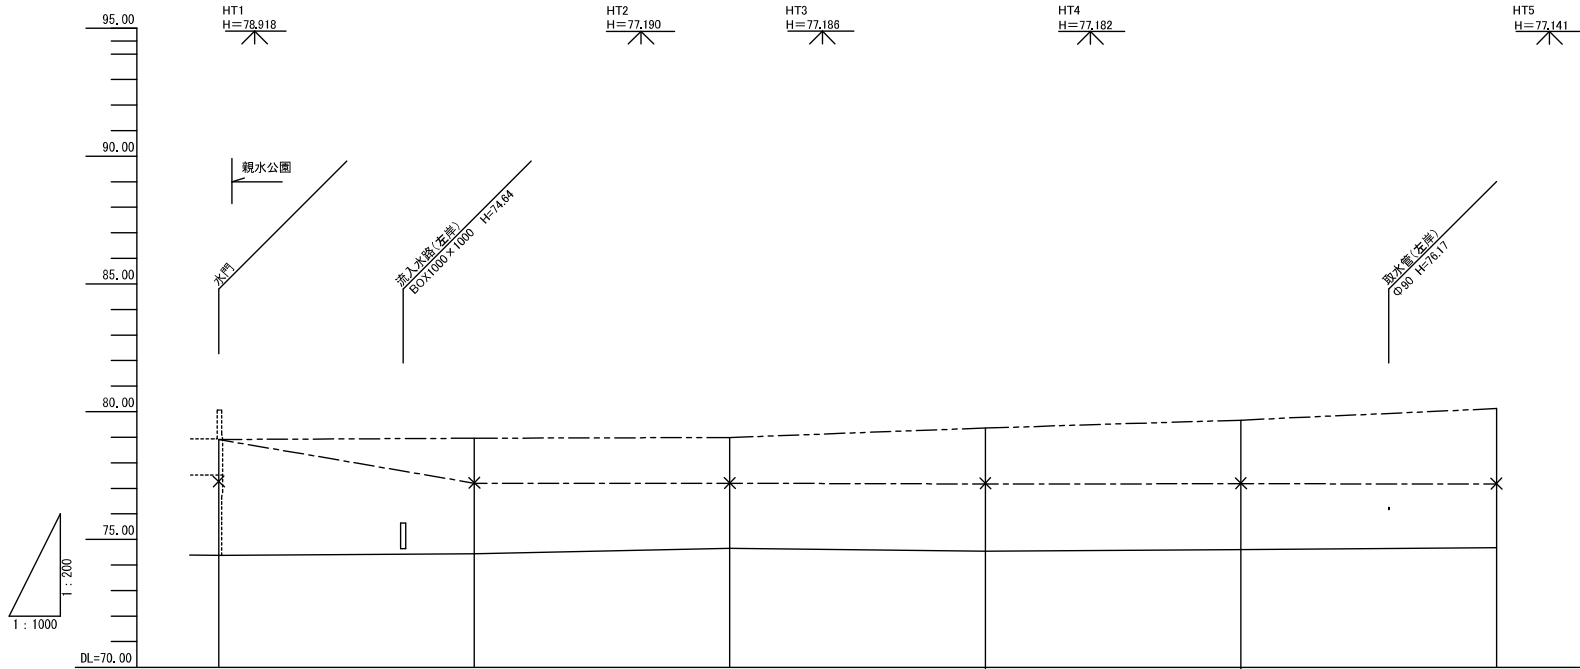 HT1
H=78.918
HT2
H=77.190
HT3
H=77.186
HT4
H=77.182
HT5
H=77.141
95.00
90.00
85.00
80.00
75.00
DL=70.00
親水公園
水門
流入水路(左岸)
BOX1000×1000 H=74.64
取水管(左岸)
Φ90 H=76.17
1:200
1:1000